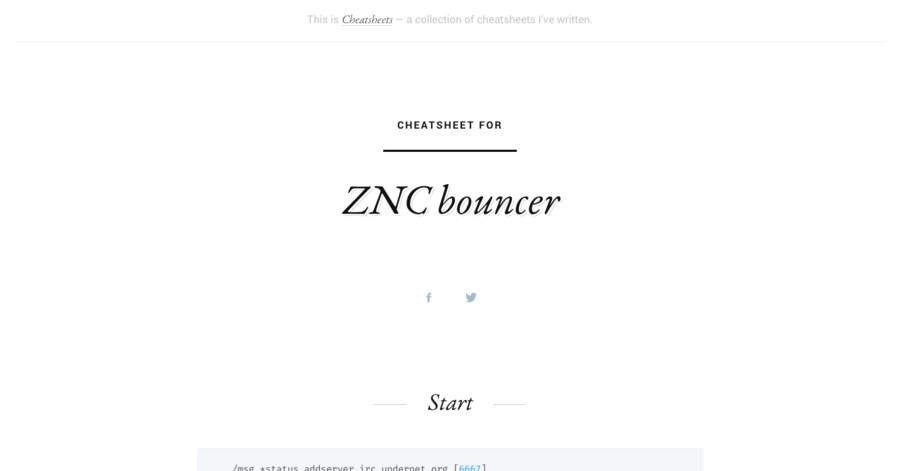 This is Cheatsheets — a collection of cheatsheets I've written.
CHEATSHEET FOR
ZNC bouncer
Start
/msg *status addserver irc.undernet.org [6667]